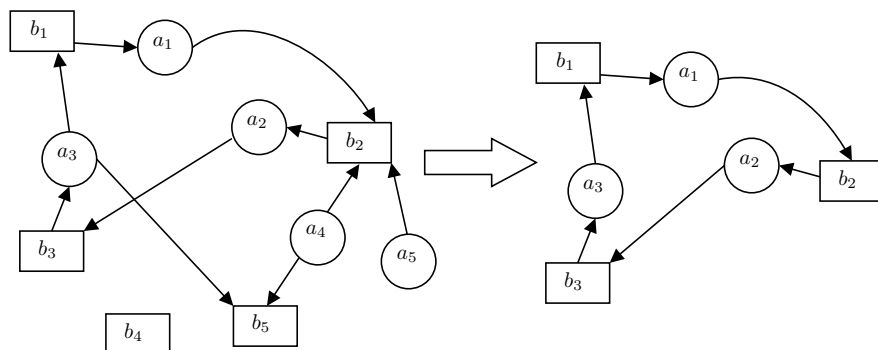 b₁
a₁
a₂
b₂
a₃
b₃
a₄
a₅
b₄
b₅
b₁
a₁
a₂
b₂
a₃
b₃